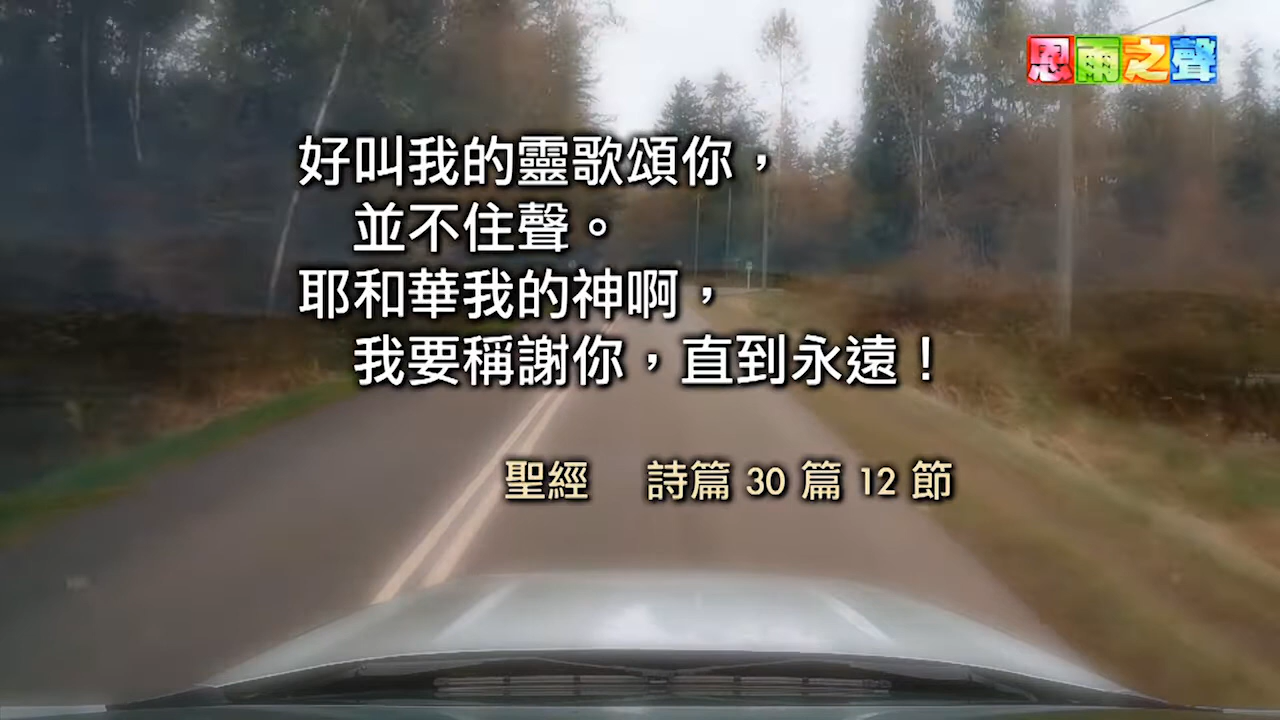 恩雨之聲
好叫我的靈歌頌你，
並不住聲。
耶和華我的神啊，
我要稱謝你，直到永遠！
聖經 詩篇 30 篇 12 節